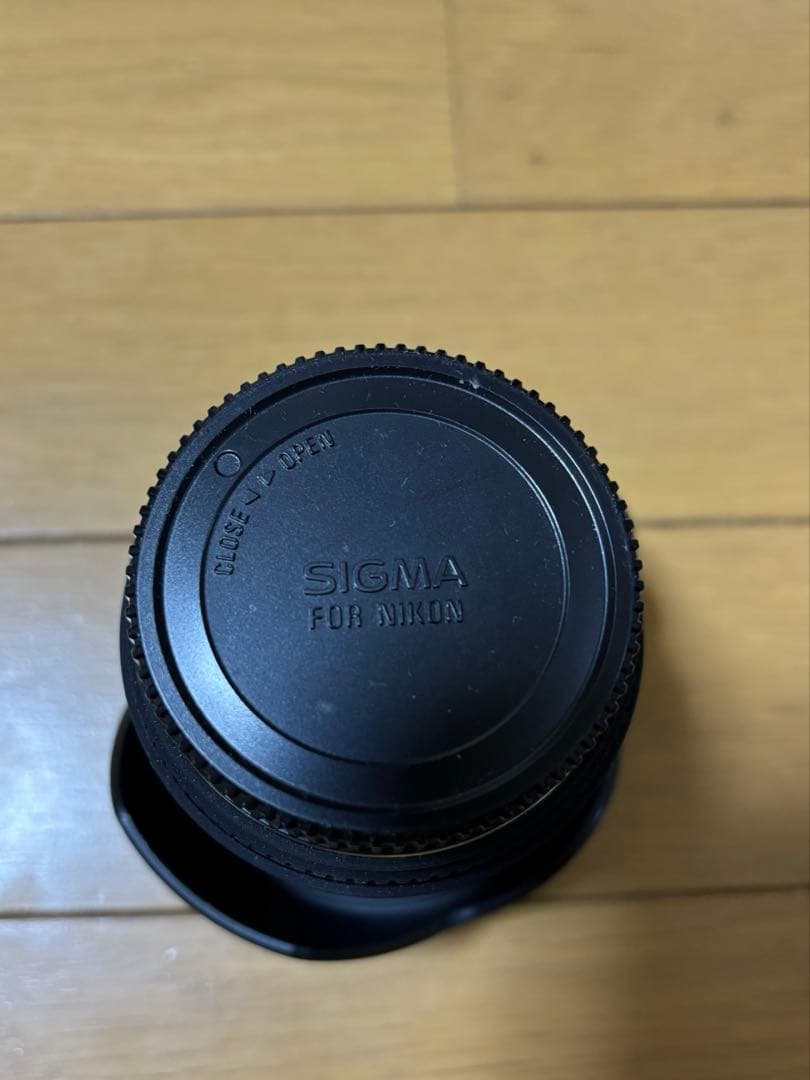 CLOSE ◁ ▷ OPEN
SIGMA
FOR NIKON